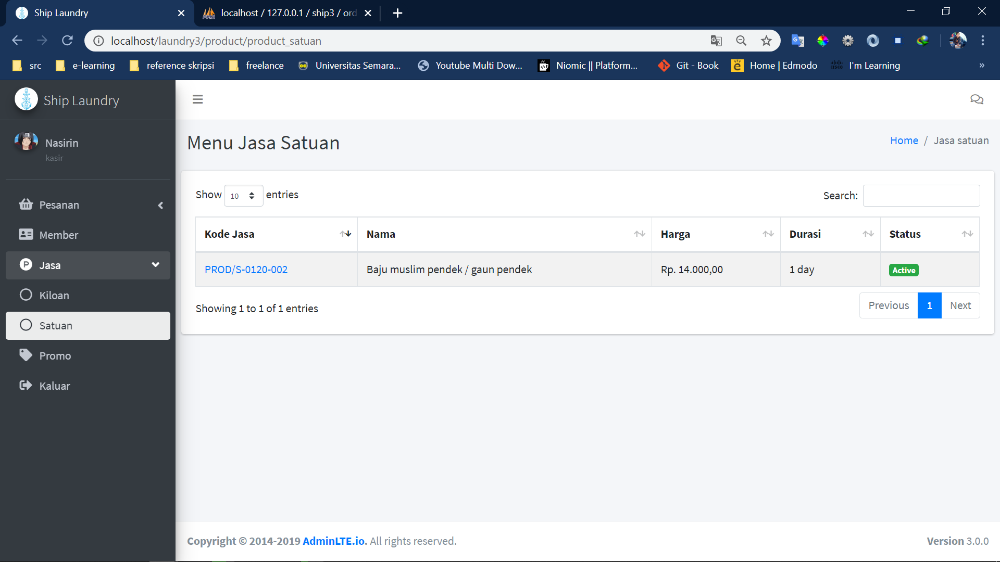 Ship Laundry
localhost / 127.0.0.1 / ship3 / ord
localhost/laundry3/product/product_satuan
src
e-learning
reference skripsi
freelance
Universitas Semara...
Youtube Multi Dow...
Niomic || Platform...
Git - Book
Home | Edmodo
I'm Learning
»
Ship Laundry
Nasirin
kasir
Pesanan
Member
Jasa
Kiloan
Satuan
Promo
Kaluar
Menu Jasa Satuan
Home / Jasa satuan
Show 10 entries
Search:
Kode Jasa Nama Harga Durasi Status
PROD/S-0120-002 Baju muslim pendek / gaun pendek Rp. 14.000,00 1 day Active
Showing 1 to 1 of 1 entries
Previous 1 Next
Copyright © 2014-2019 AdminLTE.io. All rights reserved.
Version 3.0.0